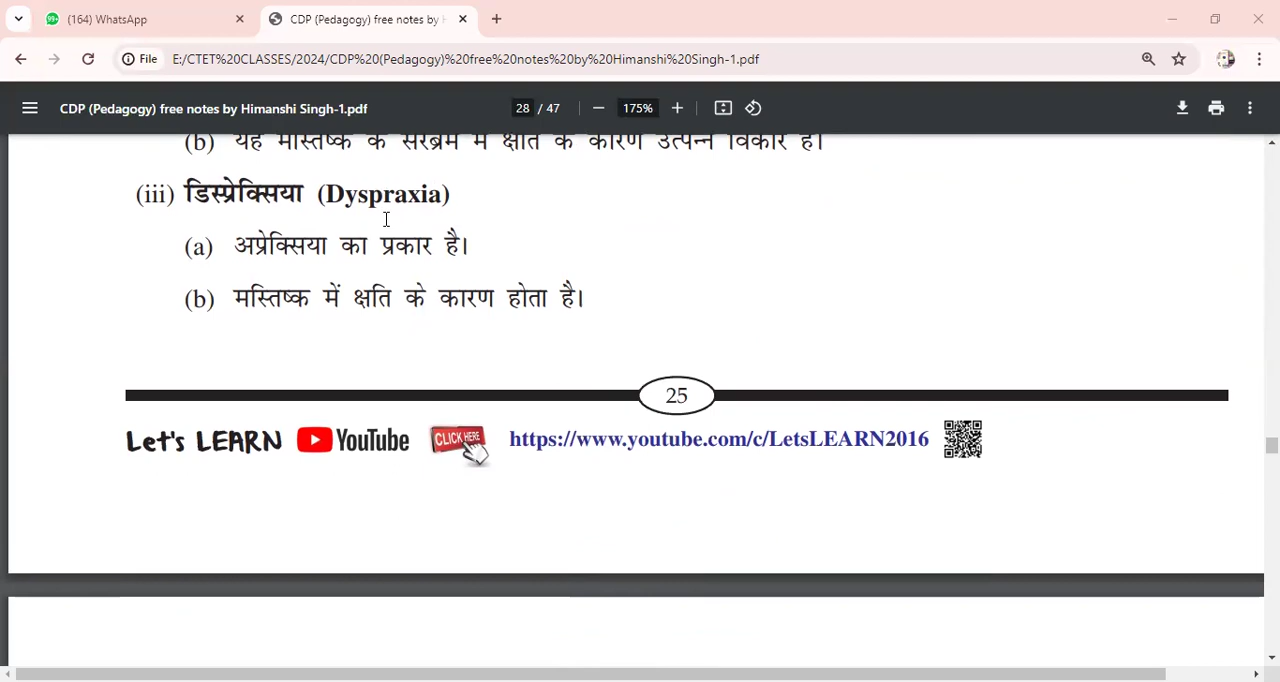 (164) WhatsApp
CDP (Pedagogy) free notes by
File E:/CTET%20CLASSES/2024/CDP%20(Pedagogy)%20free%20notes%20by%20Himanshi%20Singh-1.pdf
CDP (Pedagogy) free notes by Himanshi Singh-1.pdf 28 / 47 175%
(b) यह मास्तिष्क के सेरेब्रम में क्षति के कारण उत्पन्न विकार है।
(iii) डिस्प्रेक्सिया (Dyspraxia)
(a) अप्रेक्सिया का प्रकार है।
(b) मस्तिष्क में क्षति के कारण होता है।
25
Let's LEARN YouTube CLICK HERE https://www.youtube.com/c/LetsLEARN2016